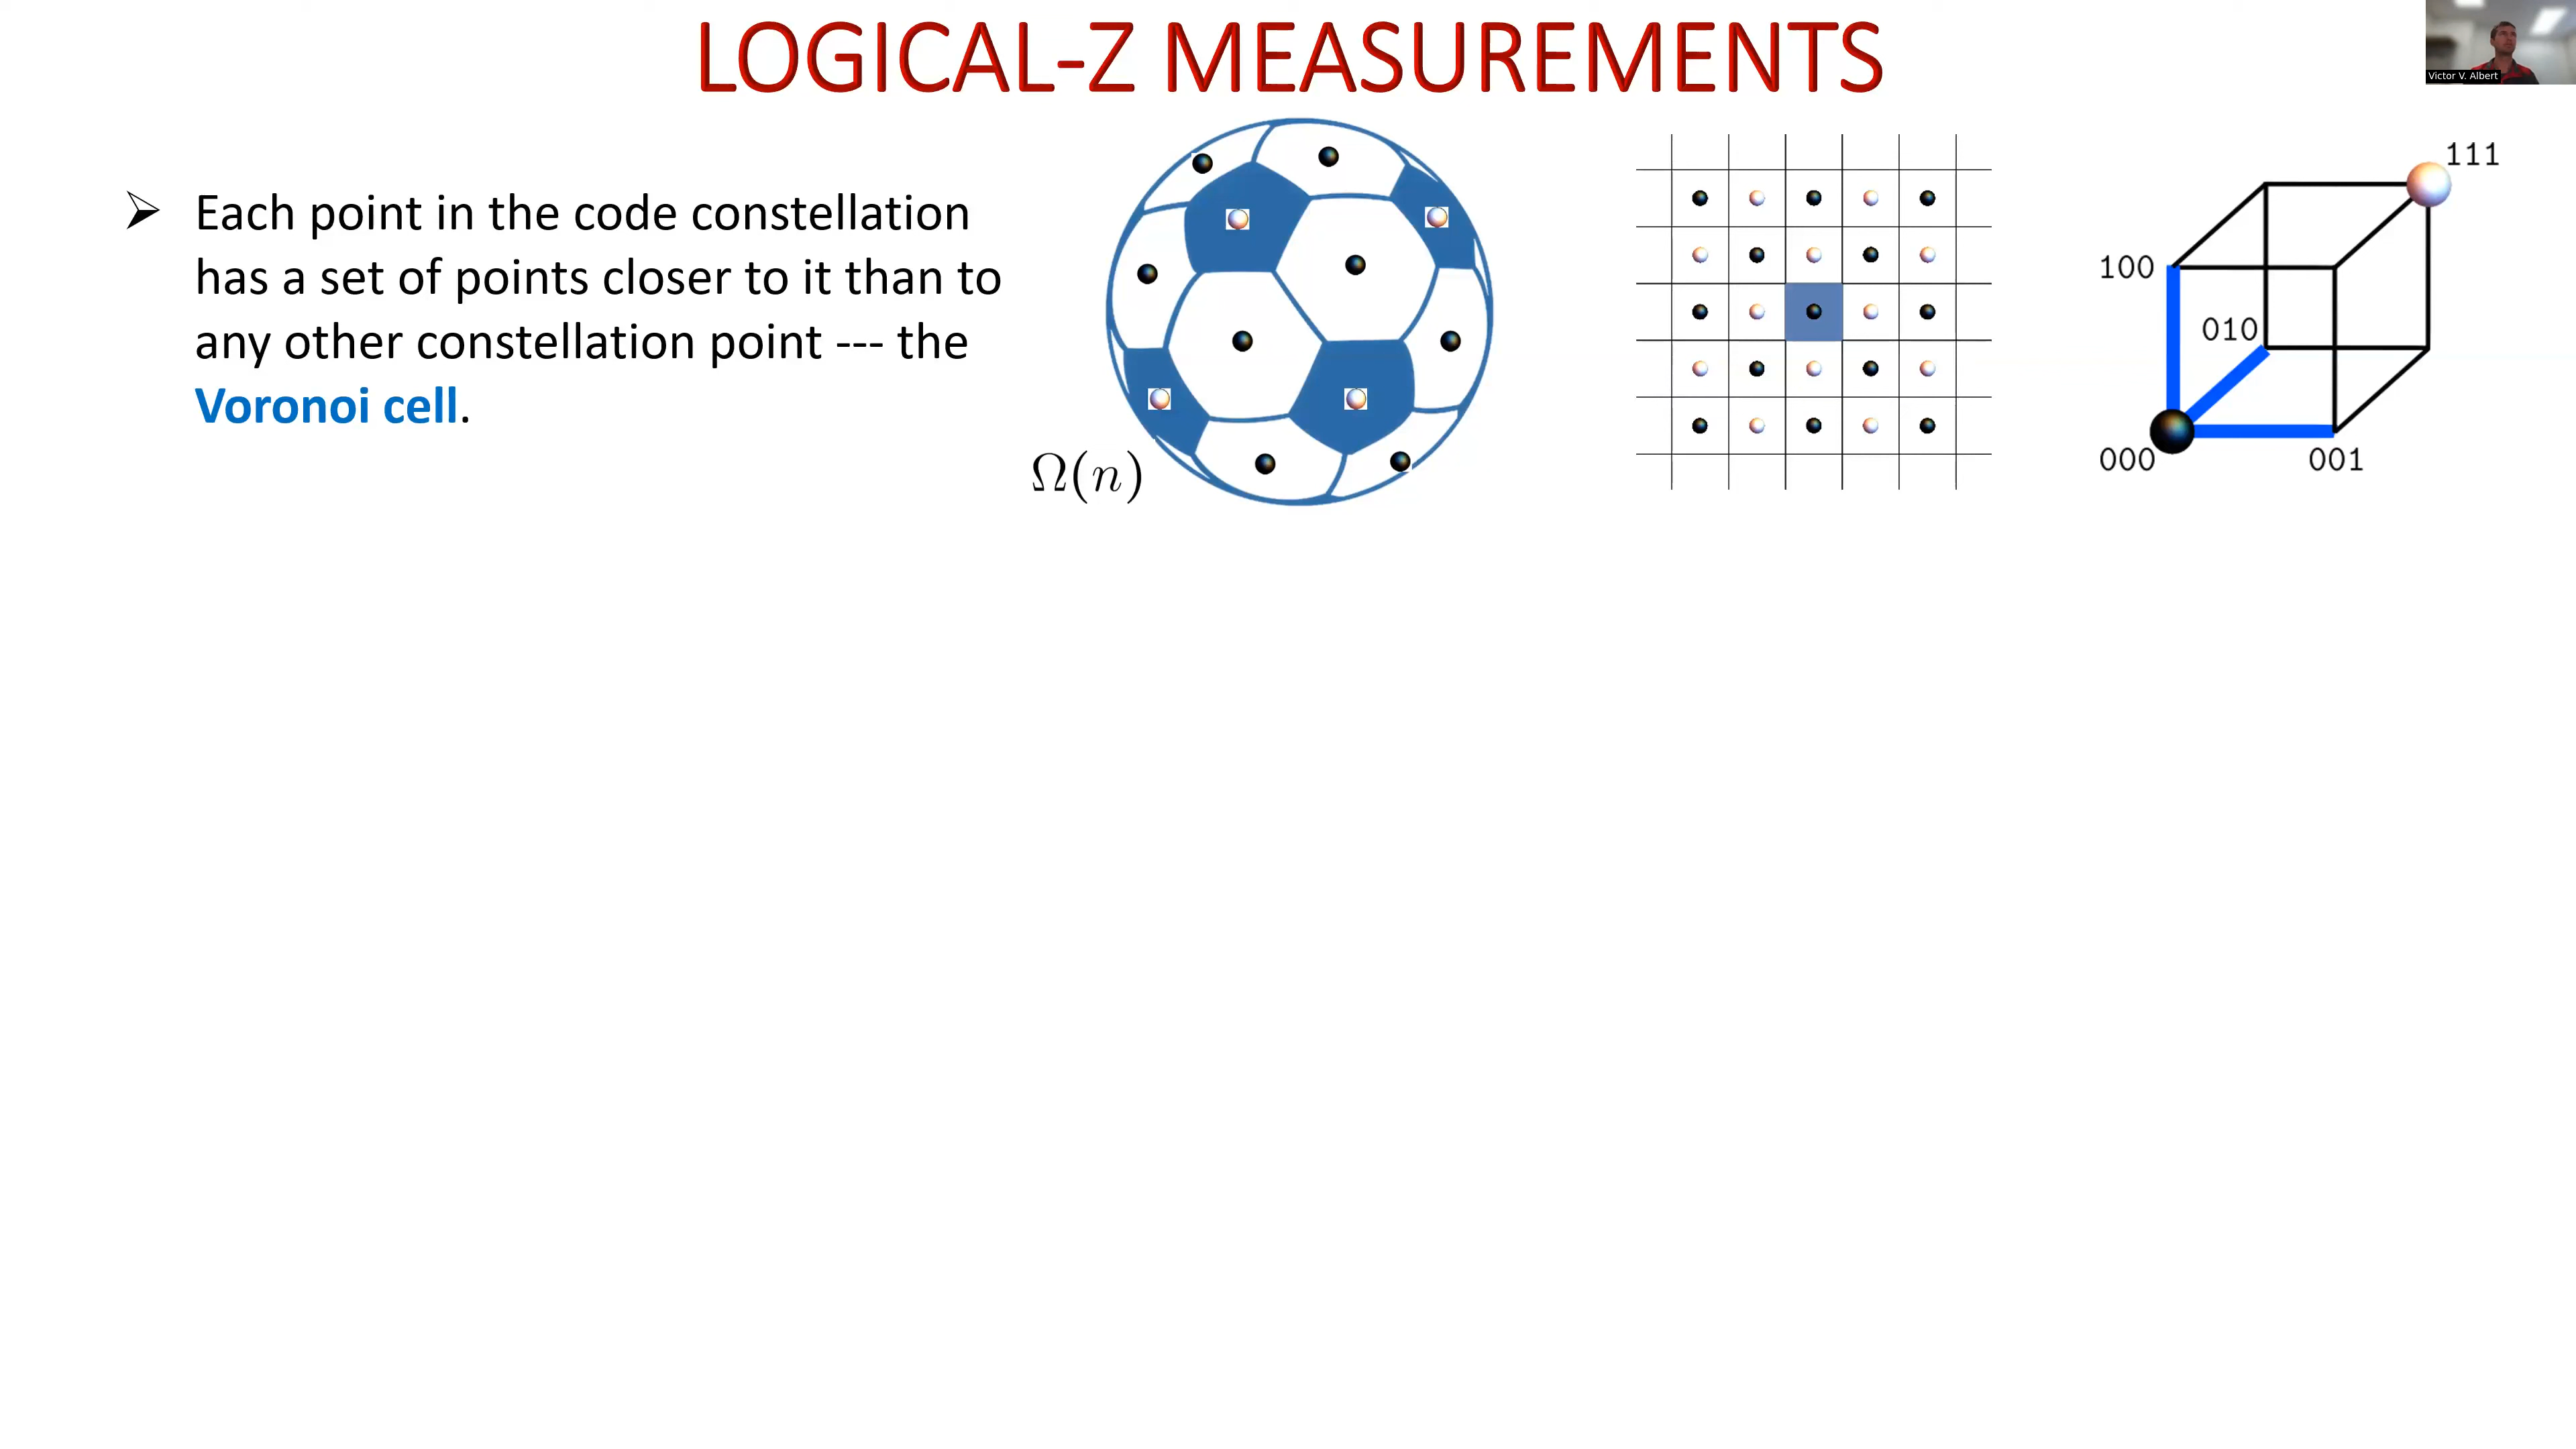 LOGICAL-Z MEASUREMENTS
Victor V. Albert
➢ Each point in the code constellation
has a set of points closer to it than to
any other constellation point --- the
Voronoi cell.
Ω(n)
111
100
010
000
001